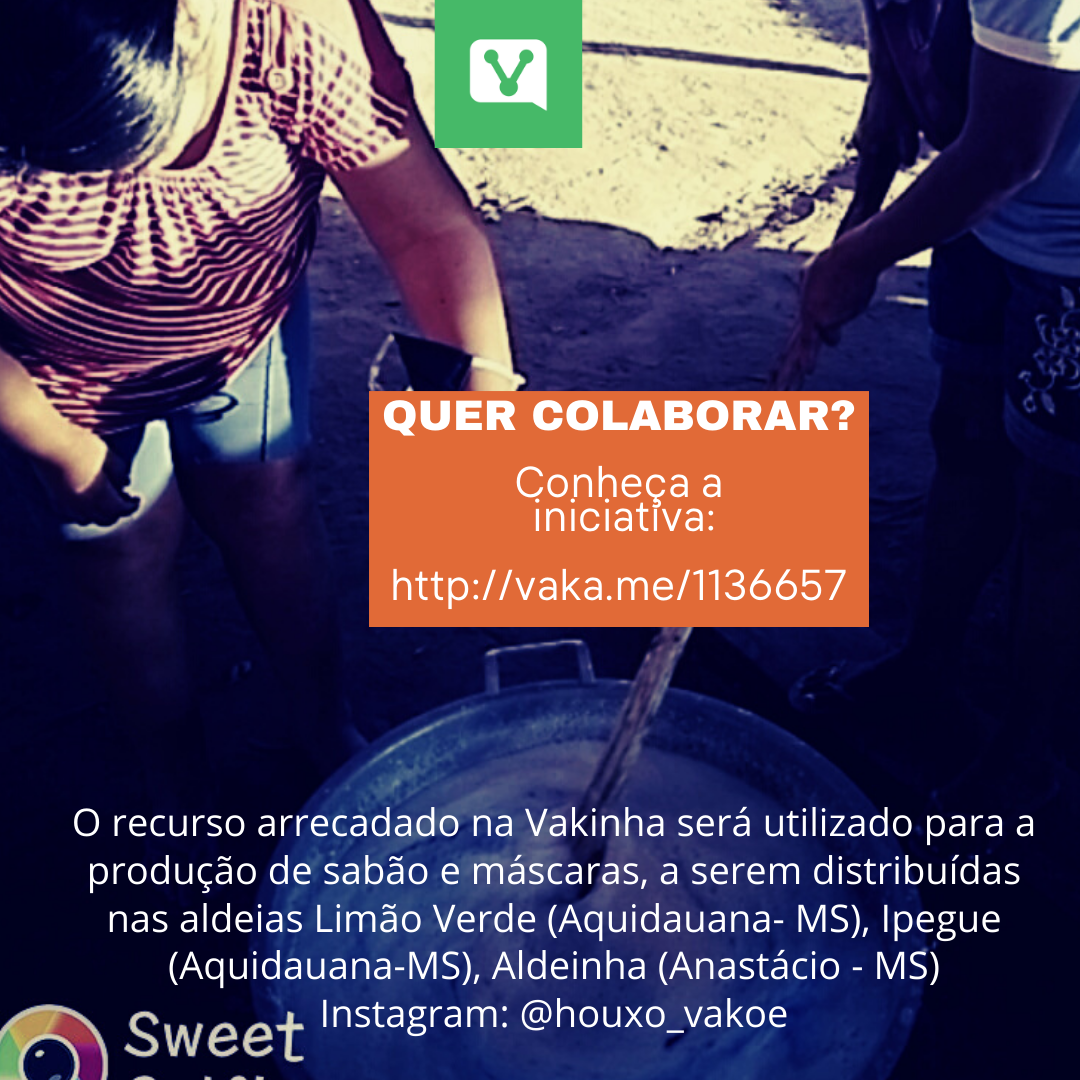 QUER COLABORAR?
Conheça a
iniciativa:
http://vaka.me/1136657
O recurso arrecadado na Vakinha será utilizado para a
produção de sabão e máscaras, a serem distribuídas
nas aldeias Limão Verde (Aquidauana- MS), Ipegue
(Aquidauana-MS), Aldeinha (Anastácio - MS)
Instagram: @houxo_vakoe
Sweet